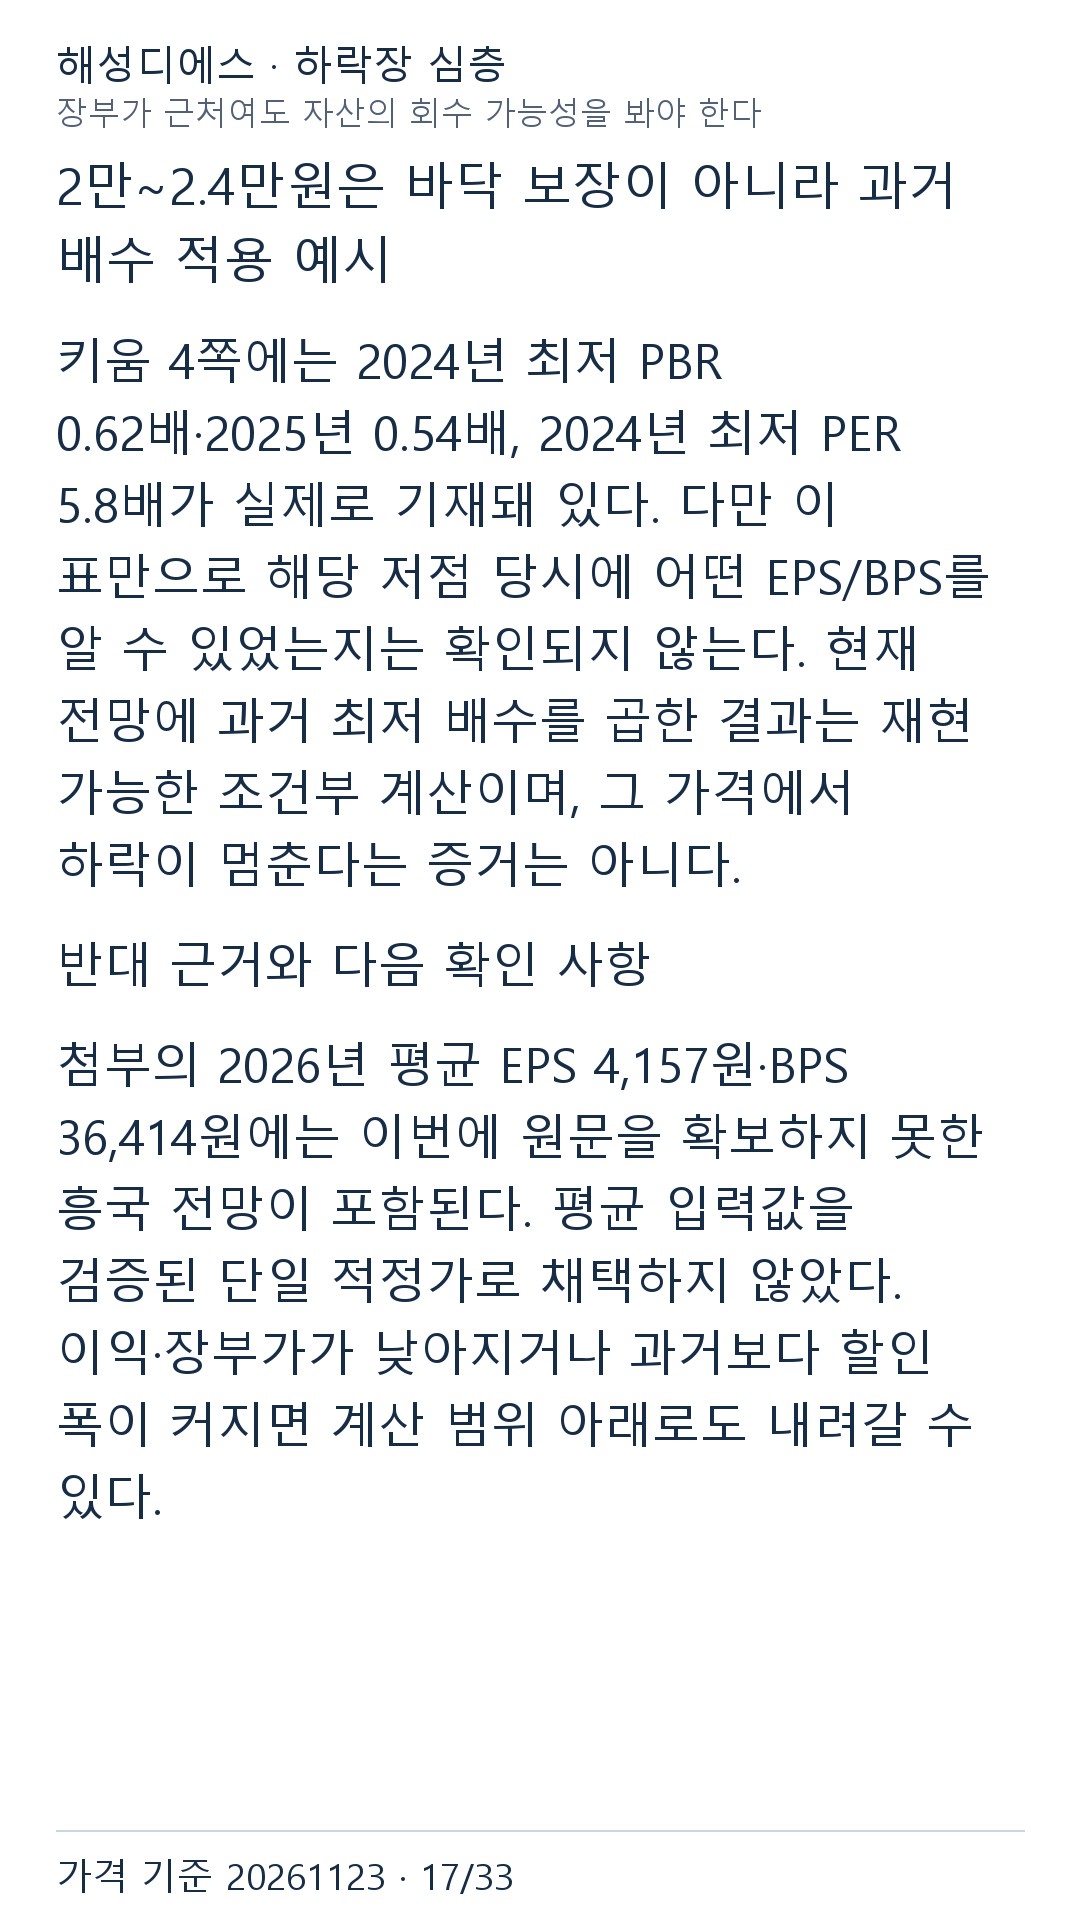 해성디에스 · 하락장 심층
장부가 근처여도 자산의 회수 가능성을 봐야 한다
2만~2.4만원은 바닥 보장이 아니라 과거
배수 적용 예시
키움 4쪽에는 2024년 최저 PBR
0.62배·2025년 0.54배, 2024년 최저 PER
5.8배가 실제로 기재돼 있다. 다만 이
표만으로 해당 저점 당시에 어떤 EPS/BPS를
알 수 있었는지는 확인되지 않는다. 현재
전망에 과거 최저 배수를 곱한 결과는 재현
가능한 조건부 계산이며, 그 가격에서
하락이 멈춘다는 증거는 아니다.
반대 근거와 다음 확인 사항
첨부의 2026년 평균 EPS 4,157원·BPS
36,414원에는 이번에 원문을 확보하지 못한
흥국 전망이 포함된다. 평균 입력값을
검증된 단일 적정가로 채택하지 않았다.
이익·장부가가 낮아지거나 과거보다 할인
폭이 커지면 계산 범위 아래로도 내려갈 수
있다.
가격 기준 20261123 · 17/33